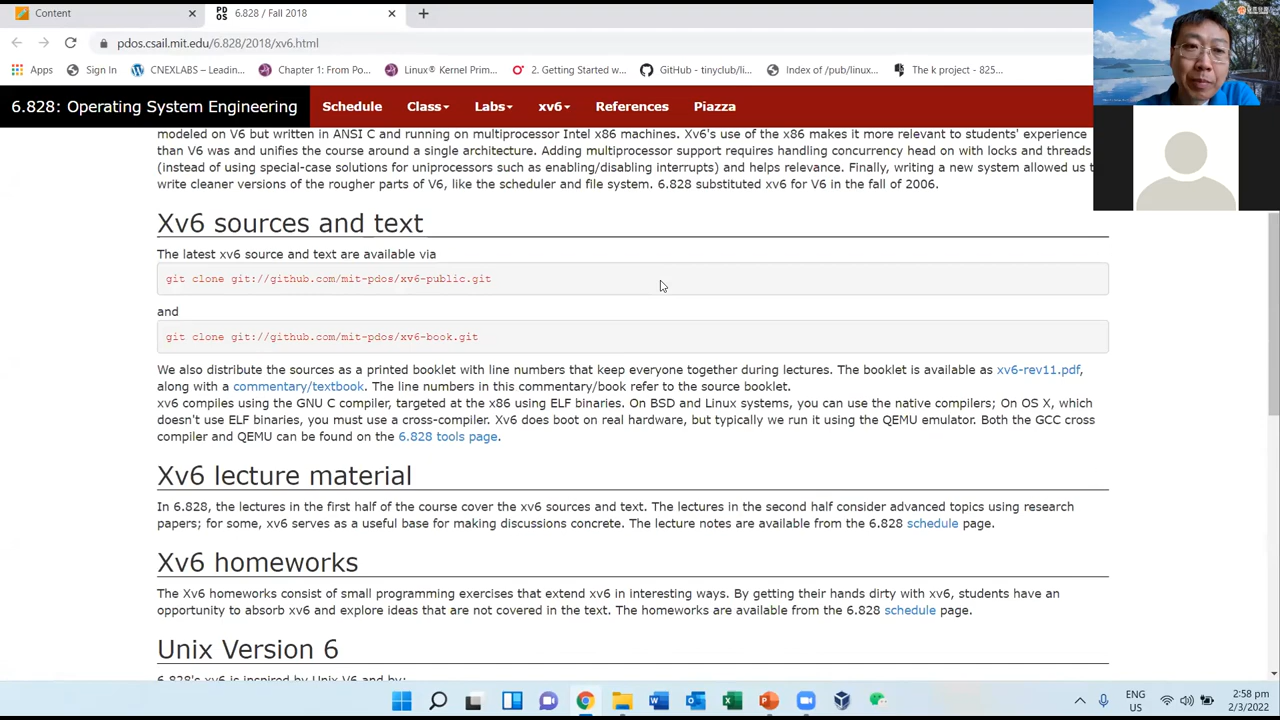 Content
PD
OS
6.828 / Fall 2018
pdos.csail.mit.edu/6.828/2018/xv6.html
Apps
Sign In
CNEXLABS – Leadin...
Chapter 1: From Po...
Linux® Kernel Prim...
2. Getting Started w...
GitHub - tinyclub/li...
Index of /pub/linux...
The k project - 825...
6.828: Operating System Engineering
Schedule
Class
Labs
xv6
References
Piazza
modeled on V6 but written in ANSI C and running on multiprocessor Intel x86 machines. Xv6's use of the x86 makes it more relevant to students' experience
than V6 was and unifies the course around a single architecture. Adding multiprocessor support requires handling concurrency head on with locks and threads
(instead of using special-case solutions for uniprocessors such as enabling/disabling interrupts) and helps relevance. Finally, writing a new system allowed us t
write cleaner versions of the rougher parts of V6, like the scheduler and file system. 6.828 substituted xv6 for V6 in the fall of 2006.
Xv6 sources and text
The latest xv6 source and text are available via
git clone git://github.com/mit-pdos/xv6-public.git
and
git clone git://github.com/mit-pdos/xv6-book.git
We also distribute the sources as a printed booklet with line numbers that keep everyone together during lectures. The booklet is available as xv6-rev11.pdf,
along with a commentary/textbook. The line numbers in this commentary/book refer to the source booklet.
xv6 compiles using the GNU C compiler, targeted at the x86 using ELF binaries. On BSD and Linux systems, you can use the native compilers; On OS X, which
doesn't use ELF binaries, you must use a cross-compiler. Xv6 does boot on real hardware, but typically we run it using the QEMU emulator. Both the GCC cross
compiler and QEMU can be found on the 6.828 tools page.
Xv6 lecture material
In 6.828, the lectures in the first half of the course cover the xv6 sources and text. The lectures in the second half consider advanced topics using research
papers; for some, xv6 serves as a useful base for making discussions concrete. The lecture notes are available from the 6.828 schedule page.
Xv6 homeworks
The Xv6 homeworks consist of small programming exercises that extend xv6 in interesting ways. By getting their hands dirty with xv6, students have an
opportunity to absorb xv6 and explore ideas that are not covered in the text. The homeworks are available from the 6.828 schedule page.
Unix Version 6
6.828's xv6 is inspired by Unix V6 and by:
ENG
US
2:58 pm
2/3/2022